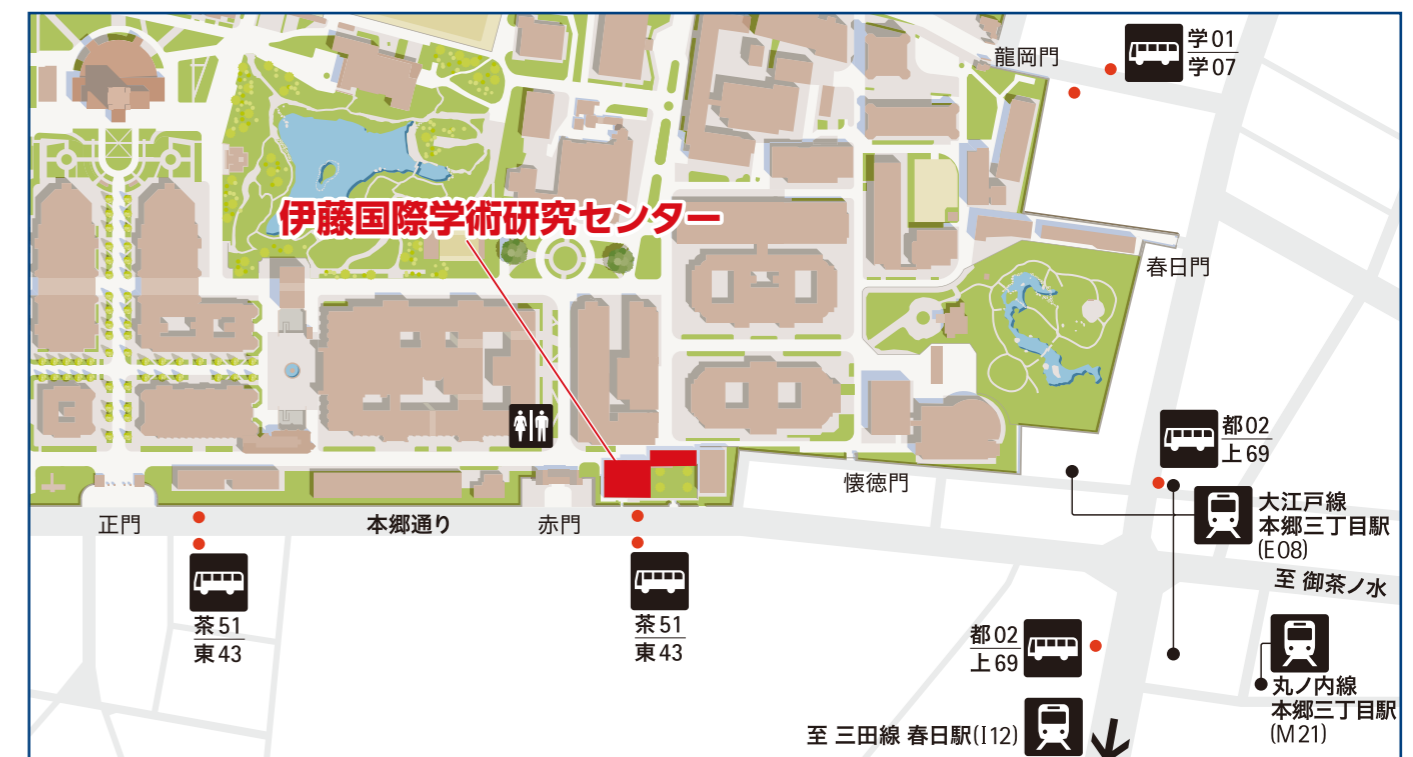 学01
学07
龍岡門
伊藤国際学術研究センター
春日門
都02
上69
懐徳門
大江戸線
本郷三丁目駅
(E08)
正門
本郷通り
赤門
至 御茶ノ水
茶51
東43
茶51
東43
都02
上69
丸ノ内線
本郷三丁目駅
(M21)
至 三田線 春日駅(I12)